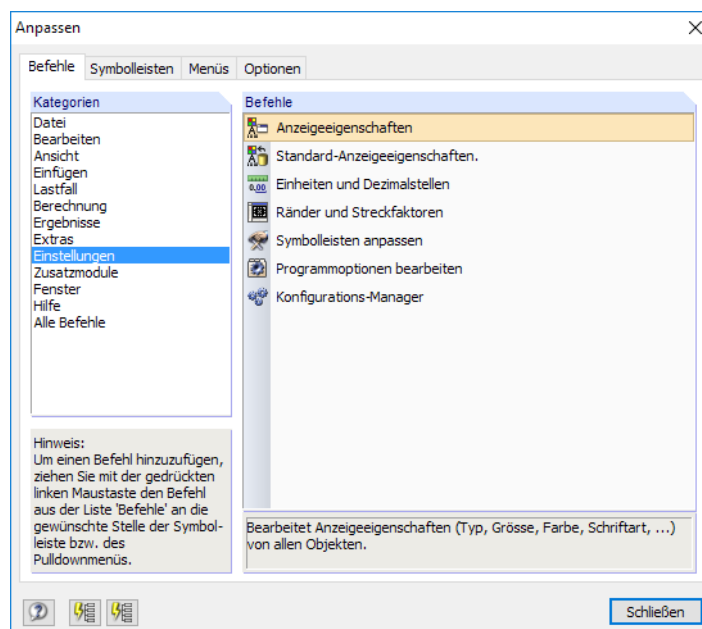 Anpassen
Befehle Symbolleisten Menüs Optionen
Kategorien
Datei
Bearbeiten
Ansicht
Einfügen
Lastfall
Berechnung
Ergebnisse
Extras
Einstellungen
Zusatzmodule
Fenster
Hilfe
Alle Befehle
Hinweis:
Um einen Befehl hinzuzufügen,
ziehen Sie mit der gedrückten
linken Maustaste den Befehl
aus der Liste 'Befehle' an die
gewünschte Stelle der Symbol-
leiste bzw. des
Pulldownmenüs.
Befehle
Anzeigeeigenschaften
Standard-Anzeigeeigenschaften.
0,00 Einheiten und Dezimalstellen
Ränder und Streckfaktoren
Symbolleisten anpassen
Programmoptionen bearbeiten
Konfigurations-Manager
Bearbeitet Anzeigeeigenschaften (Typ, Grösse, Farbe, Schriftart, ...)
von allen Objekten.
Schließen